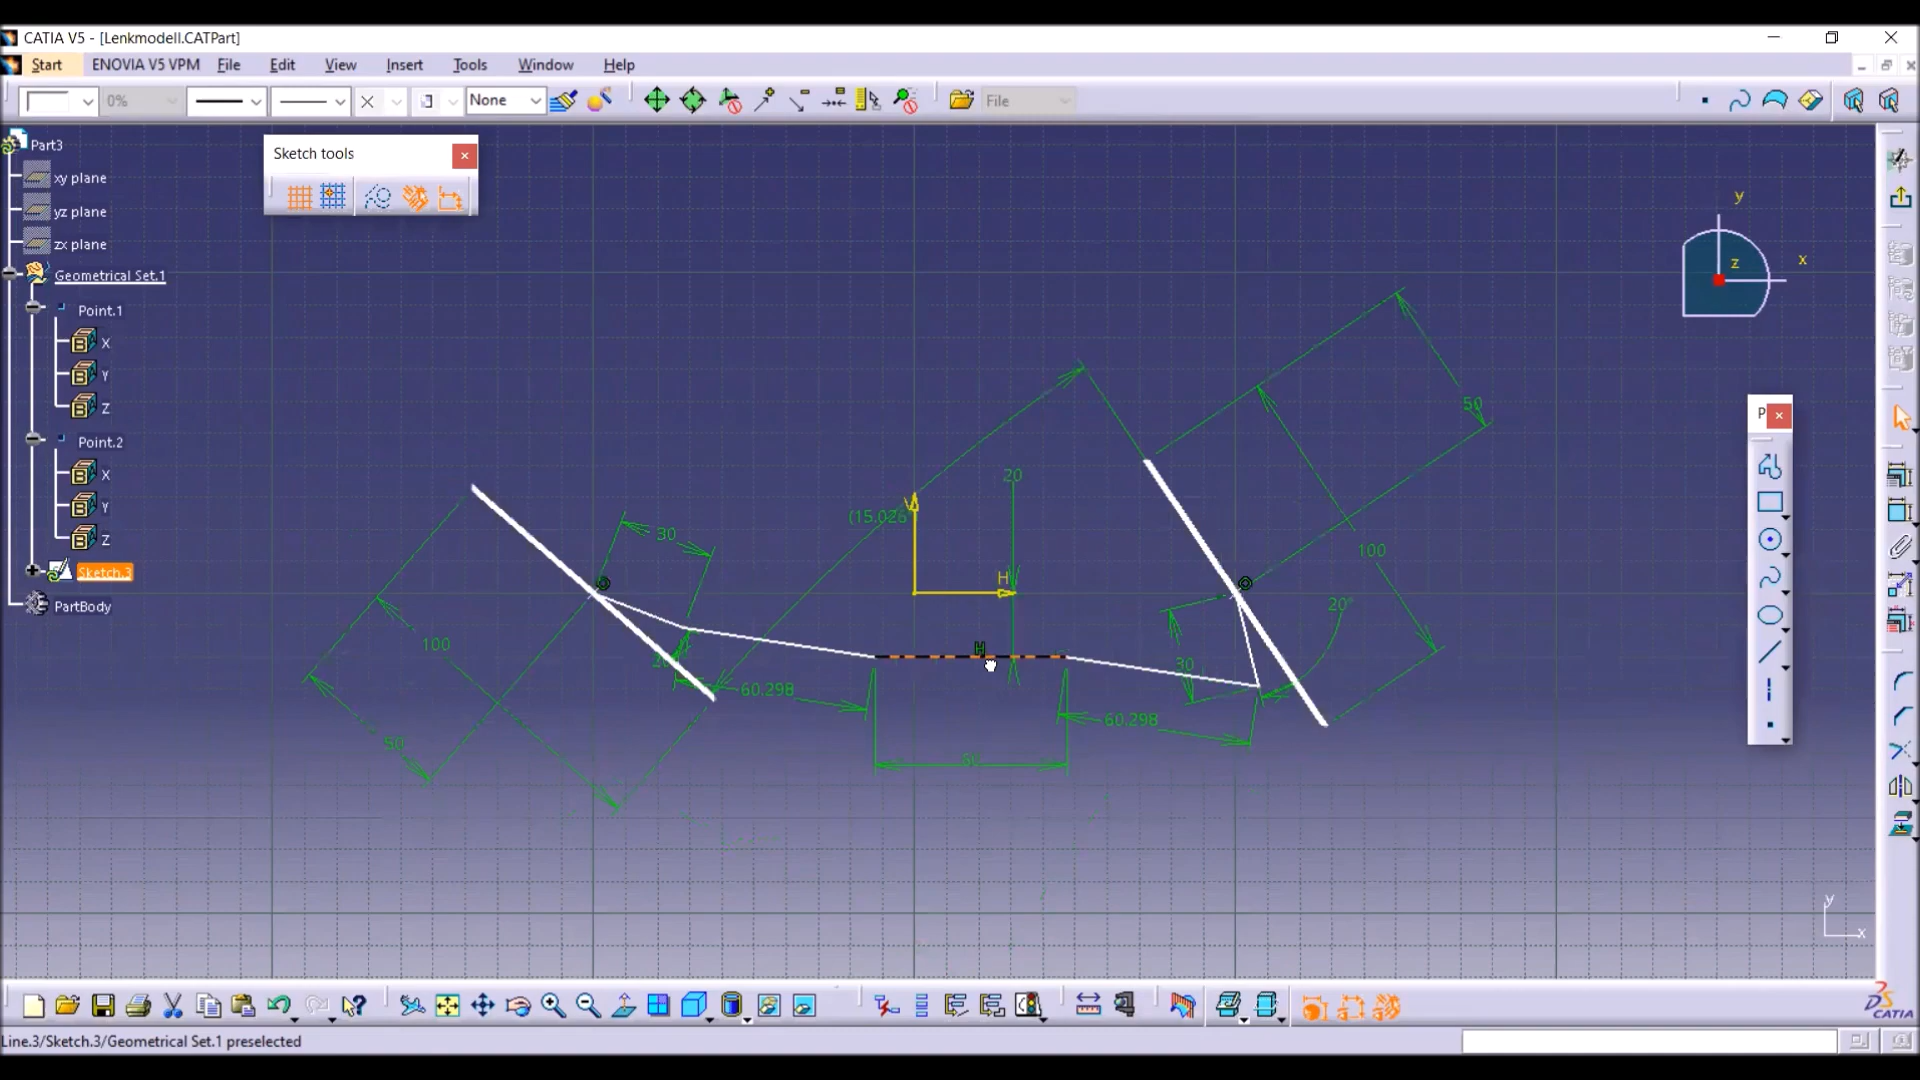 CATIA V5 - [Lenkmodell.CATPart]
Start ENOVIA V5 VPM File Edit View Insert Tools Window Help
0% None File
Sketch tools
Part3
xy plane
yz plane
zx plane
Geometrical Set.1
Point.1
X
Y
Z
Point.2
X
Y
Z
Sketch.3
PartBody
y
x
z
50
20
(15.026
V
30
H
100
20°
100
H
30
20
60.298
60.298
50
60
P
y
x
CATIA
Line.3/Sketch.3/Geometrical Set.1 preselected